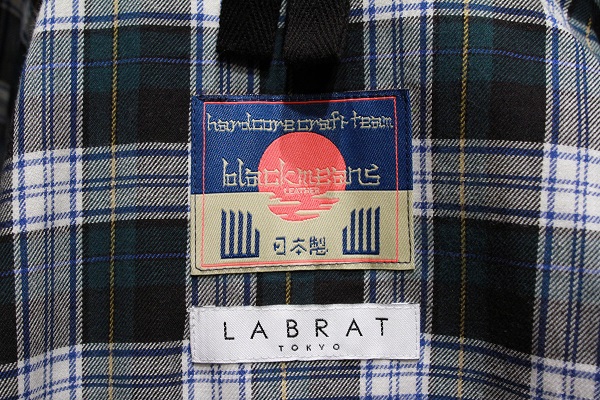 hardcore craft team
blackmeans
LEATHER
日本製
LABRAT
TOKYO